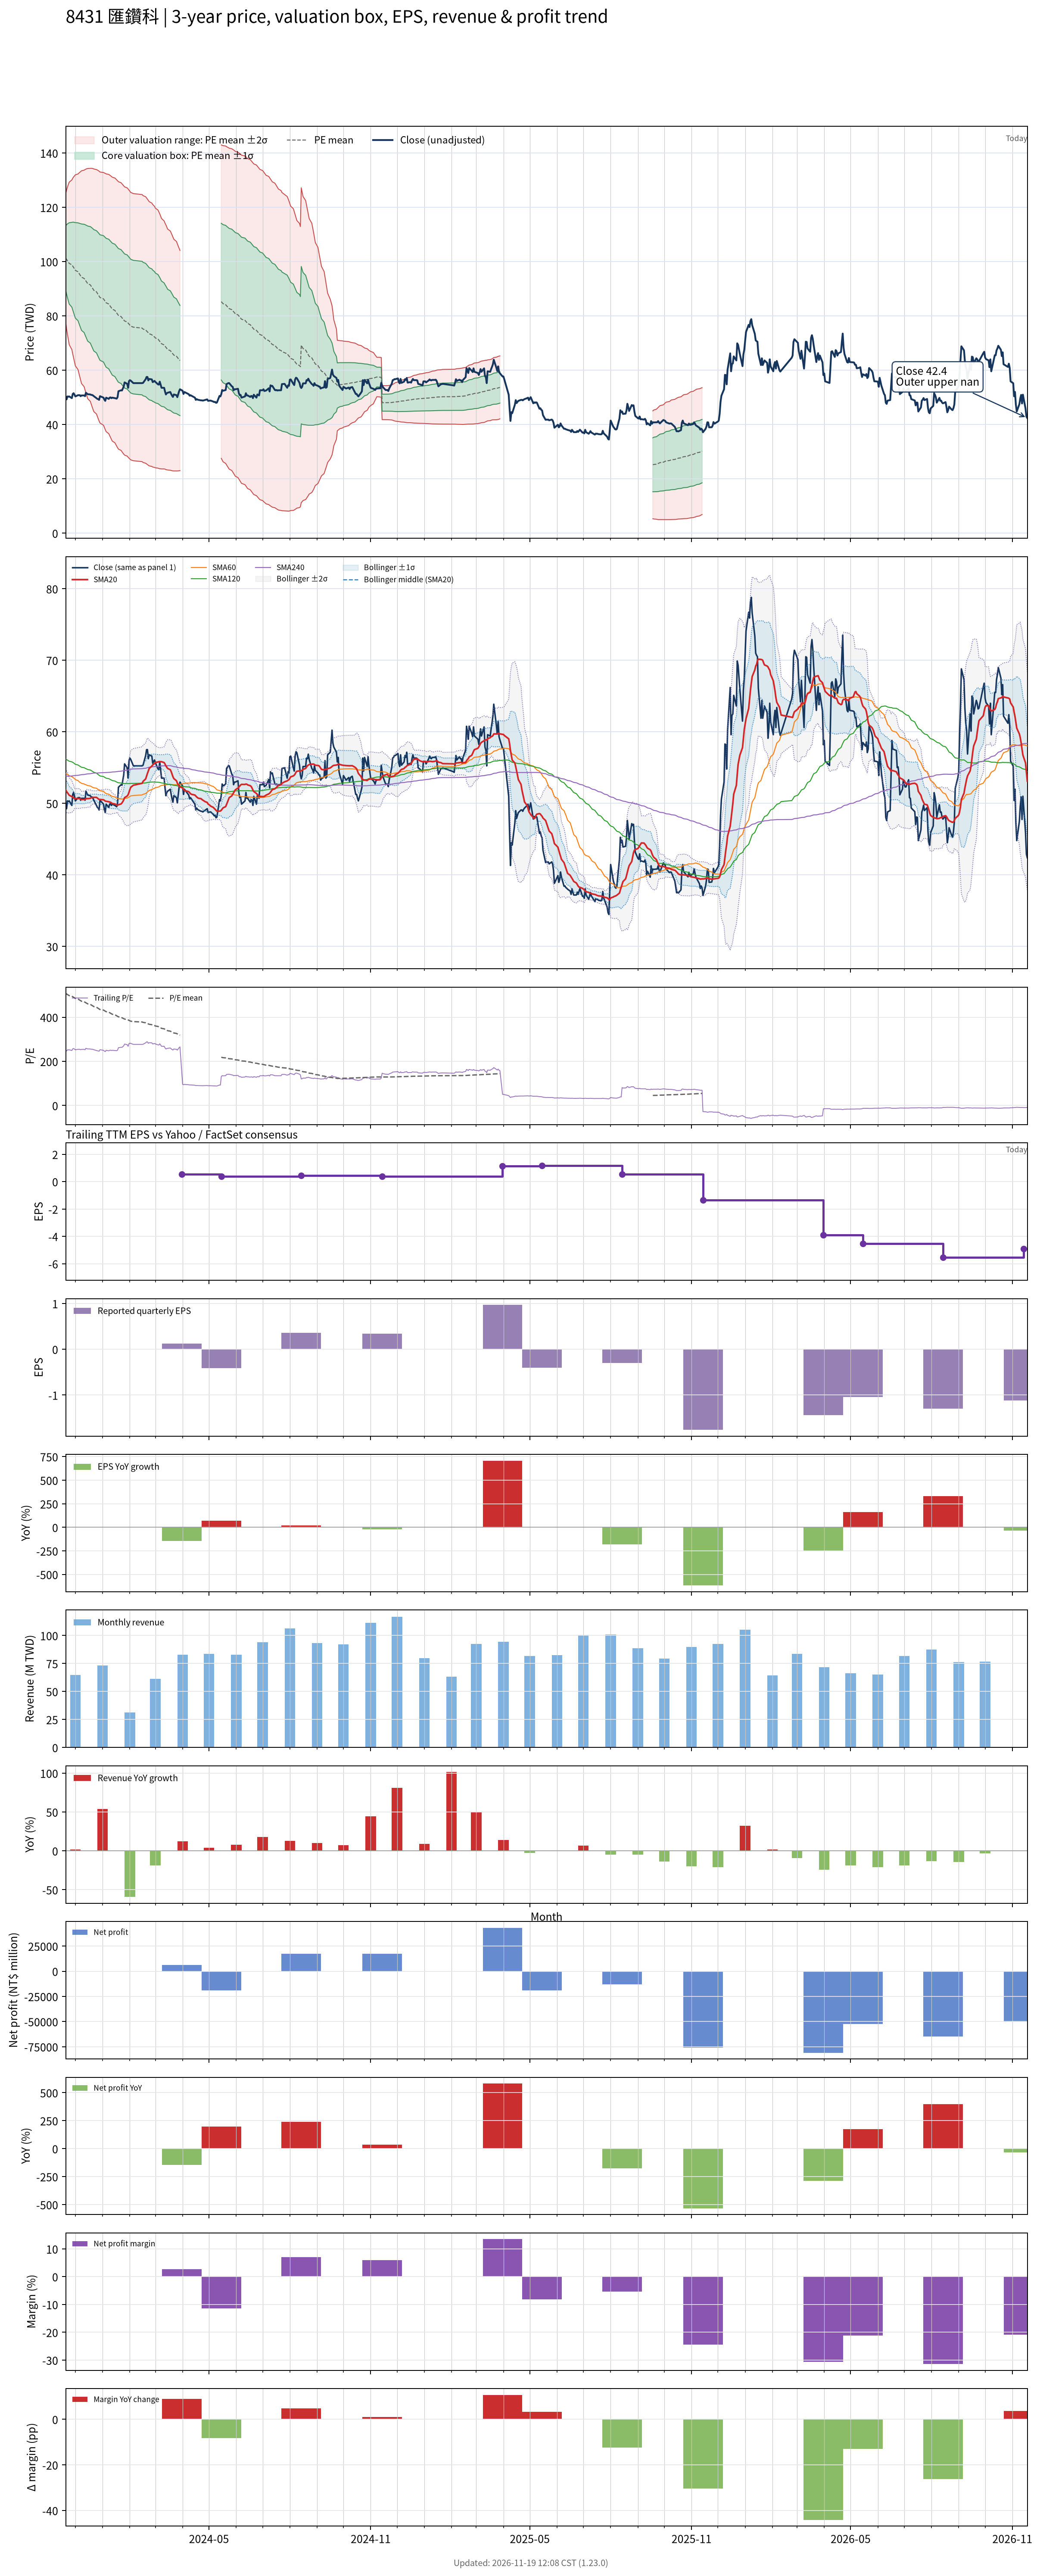 8431 匯鑽科 | 3-year price, valuation box, EPS, revenue & profit trend
Outer valuation range: PE mean ±2σ
PE mean
Close (unadjusted)
Core valuation box: PE mean ±1σ
Today
140
120
100
80
60
40
20
0
Price (TWD)
Close 42.4
Outer upper nan
Close (same as panel 1)
SMA20
SMA60
SMA120
SMA240
Bollinger ±2σ
Bollinger ±1σ
Bollinger middle (SMA20)
80
70
60
50
40
30
Price
Trailing P/E
P/E mean
400
200
0
P/E
Trailing TTM EPS vs Yahoo / FactSet consensus
Today
2
0
-2
-4
-6
EPS
Reported quarterly EPS
1
0
-1
EPS
EPS YoY growth
750
500
250
0
-250
-500
YoY (%)
Monthly revenue
100
75
50
25
0
Revenue (M TWD)
Revenue YoY growth
100
50
0
-50
YoY (%)
Month
Net profit
25000
0
-25000
-50000
-75000
Net profit (NT$ million)
Net profit YoY
500
250
0
-250
-500
YoY (%)
Net profit margin
10
0
-10
-20
-30
Margin (%)
Margin YoY change
0
-20
-40
Δ margin (pp)
2024-05
2024-11
2025-05
2025-11
2026-05
2026-11
Updated: 2026-11-19 12:08 CST (1.23.0)